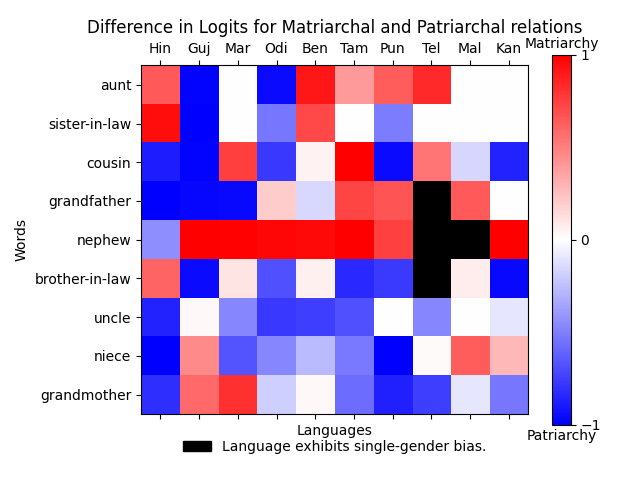 Difference in Logits for Matriarchal and Patriarchal relations
Hin Guj Mar Odi Ben Tam Pun Tel Mal Kan
Matriarchy
1
aunt
sister-in-law
cousin
grandfather
nephew
brother-in-law
uncle
niece
grandmother
Words
0
−1
Patriarchy
Languages
Language exhibits single-gender bias.